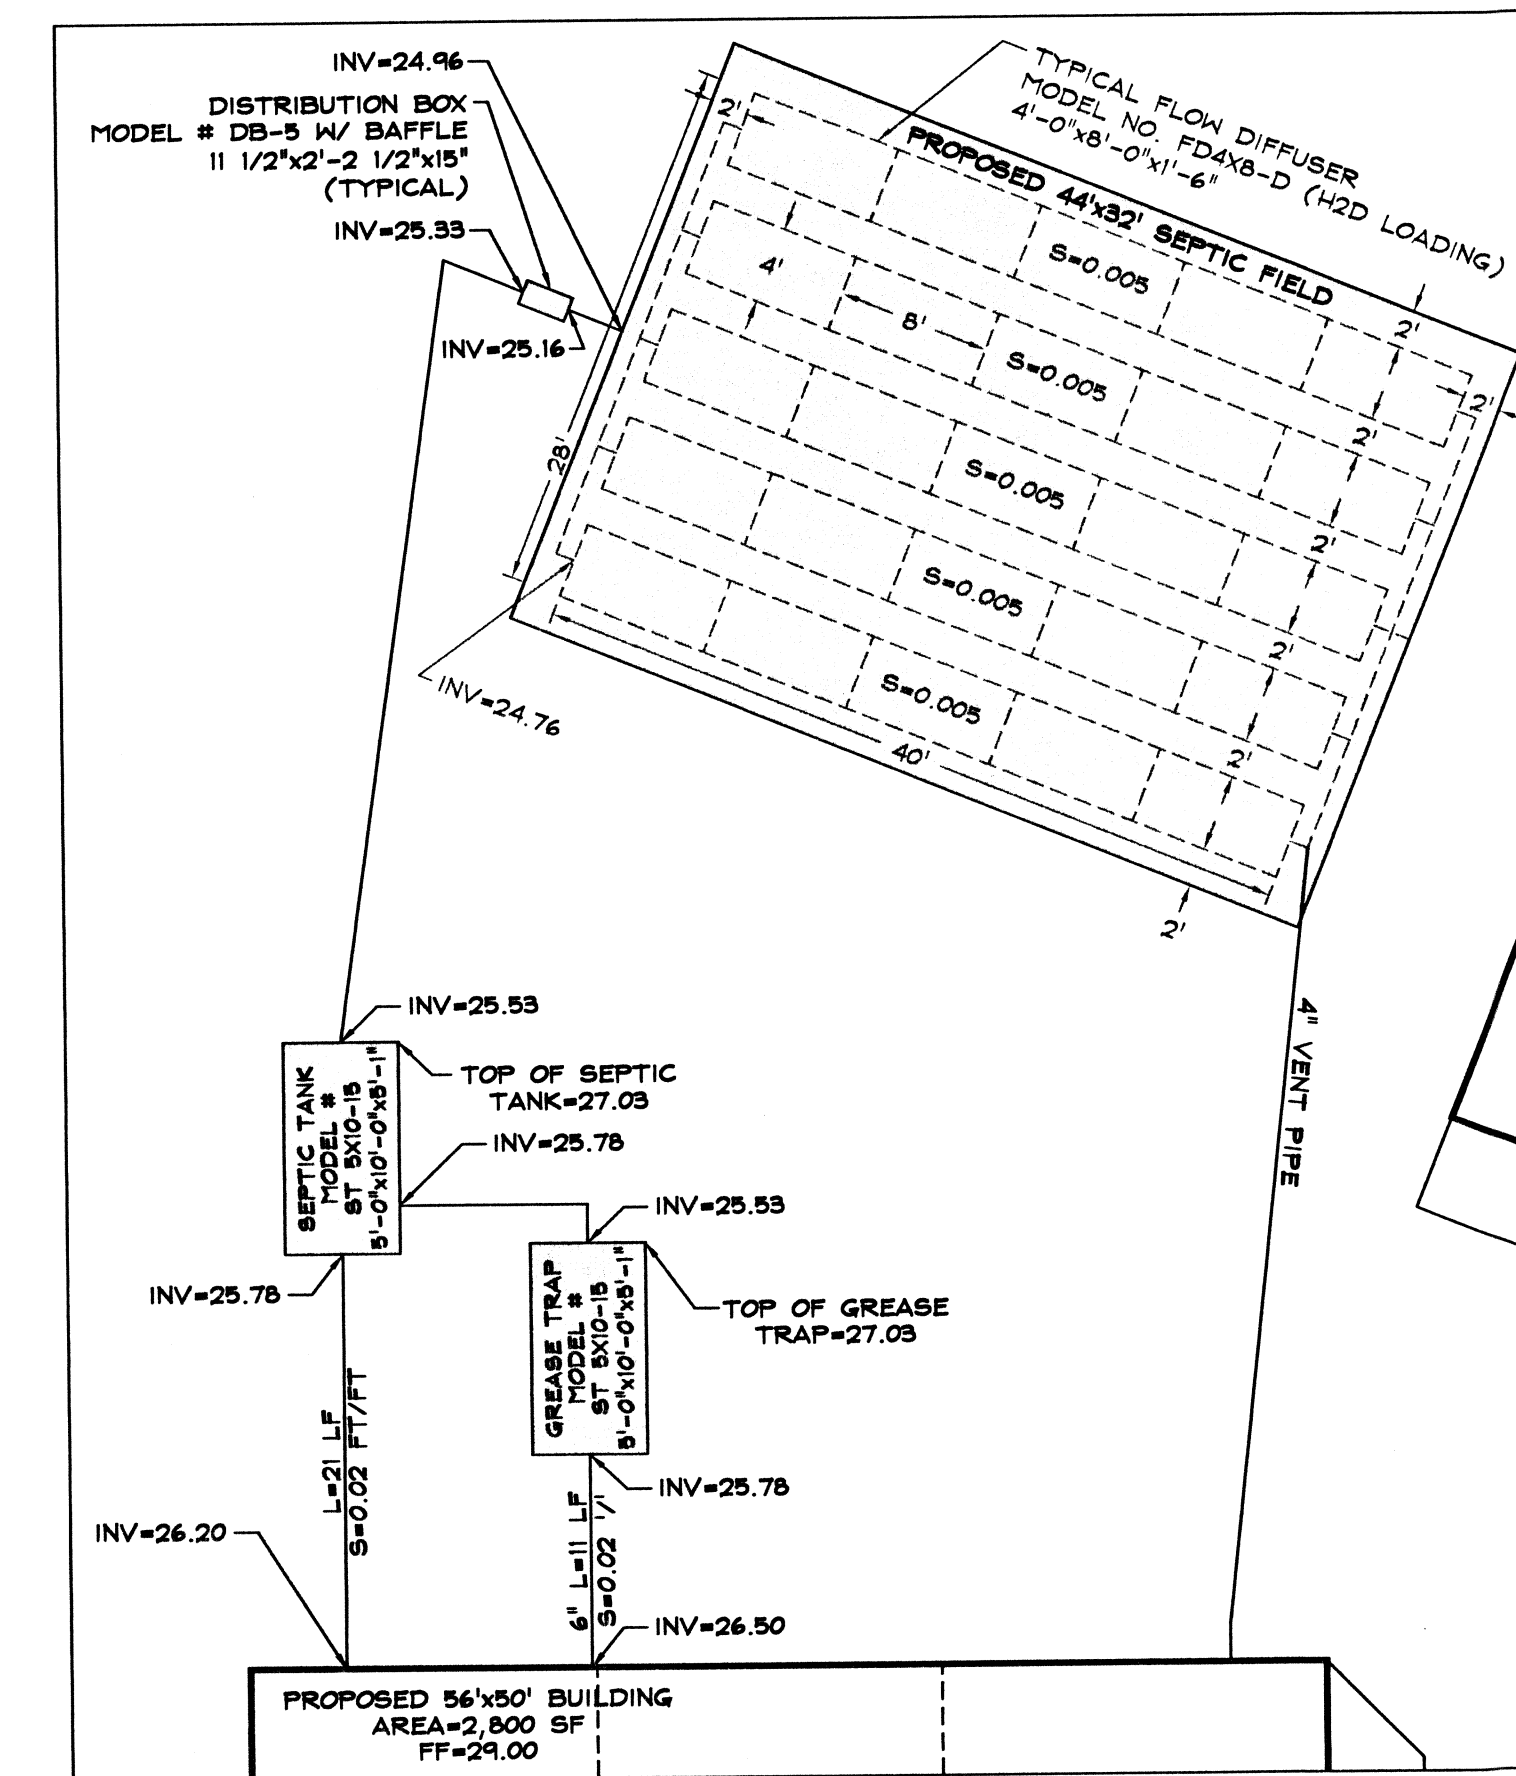 INV=24.96
DISTRIBUTION BOX
MODEL # DB-5 W/ BAFFLE
11 1/2"x2'-2 1/2"x15"
(TYPICAL)
INV=25.33
INV=25.16
TYPICAL FLOW DIFFUSER
MODEL NO. FD4X8-D (H2D LOADING)
4'-0"x8'-0"x1'-6"
PROPOSED 44'x32' SEPTIC FIELD
2'
4'
8'
S=0.005
S=0.005
S=0.005
S=0.005
S=0.005
2'
2'
2'
2'
2'
2'
2'
28'
40'
INV=24.76
4" VENT PIPE
INV=25.53
TOP OF SEPTIC
TANK=27.03
SEPTIC TANK
MODEL #
ST 5X10-15
5'-0"x10'-0"x5'-1"
INV=25.78
INV=25.53
INV=25.78
TOP OF GREASE
TRAP=27.03
GREASE TRAP
MODEL #
ST 5X10-15
5'-0"x10'-0"x5'-1"
L=21 LF
S=0.02 FT/FT
INV=25.78
INV=26.20
6" L=11 LF
S=0.02 '/'
INV=26.50
PROPOSED 56'x50' BUILDING
AREA=2,800 SF
FF=29.00